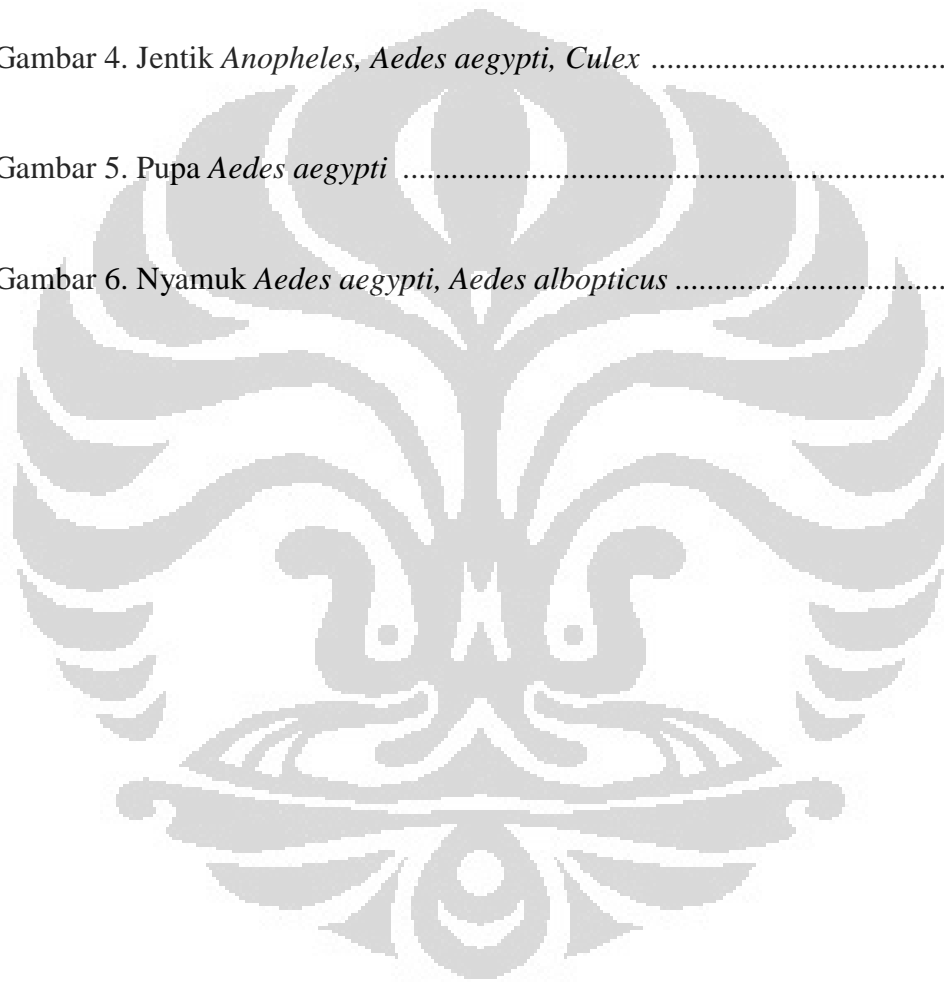 Gambar 4. Jentik Anopheles, Aedes aegypti, Culex ....................................
Gambar 5. Pupa Aedes aegypti .....................................................................
Gambar 6. Nyamuk Aedes aegypti, Aedes albopticus .................................